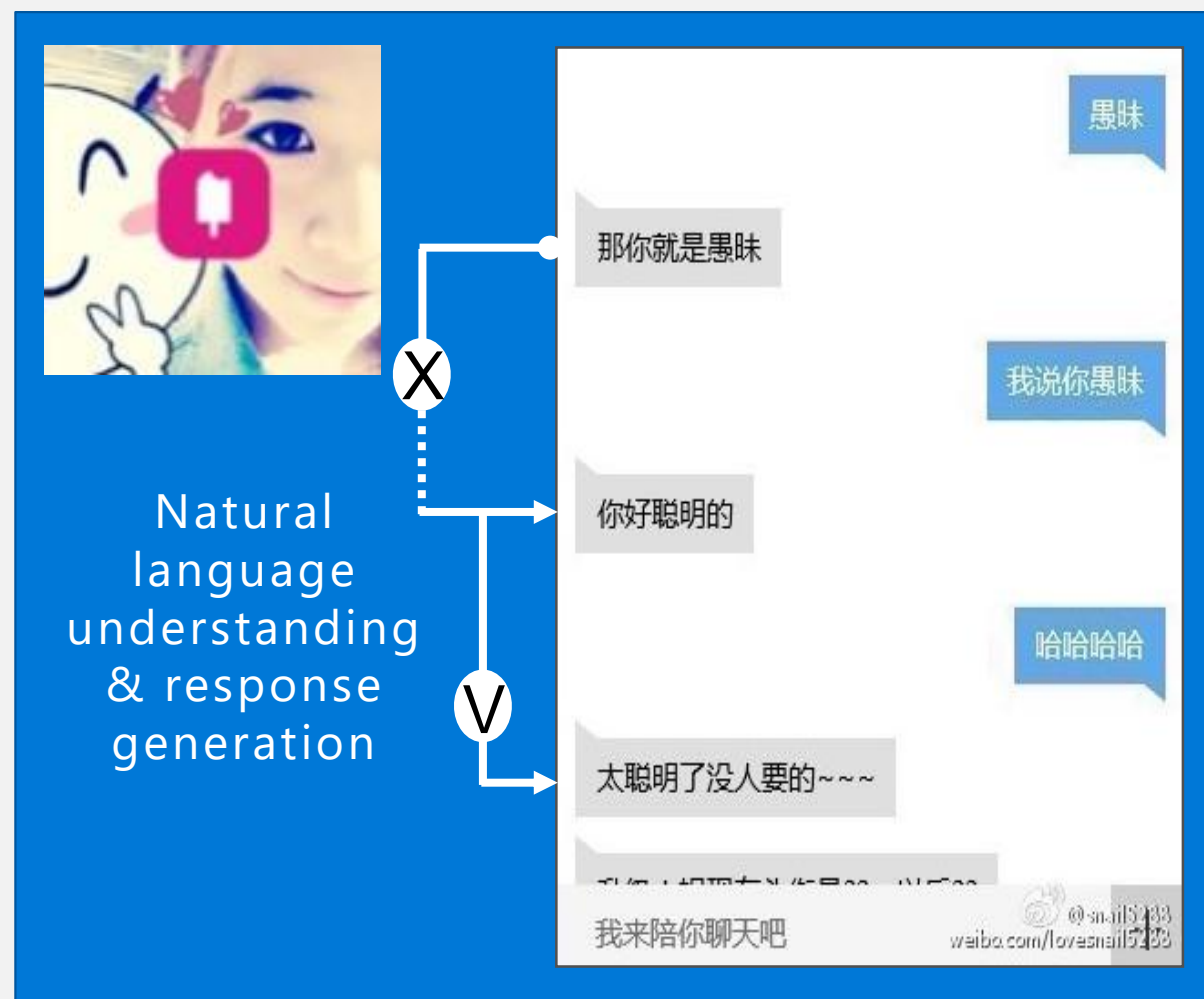 愚昧
那你就是愚昧
X
我说你愚昧
Natural
language
understanding
& response
generation
你好聪明的
哈哈哈哈
V
太聪明了没人要的~~~
我来陪你聊天吧
@snail5288
weibo.com/lovesnail5288